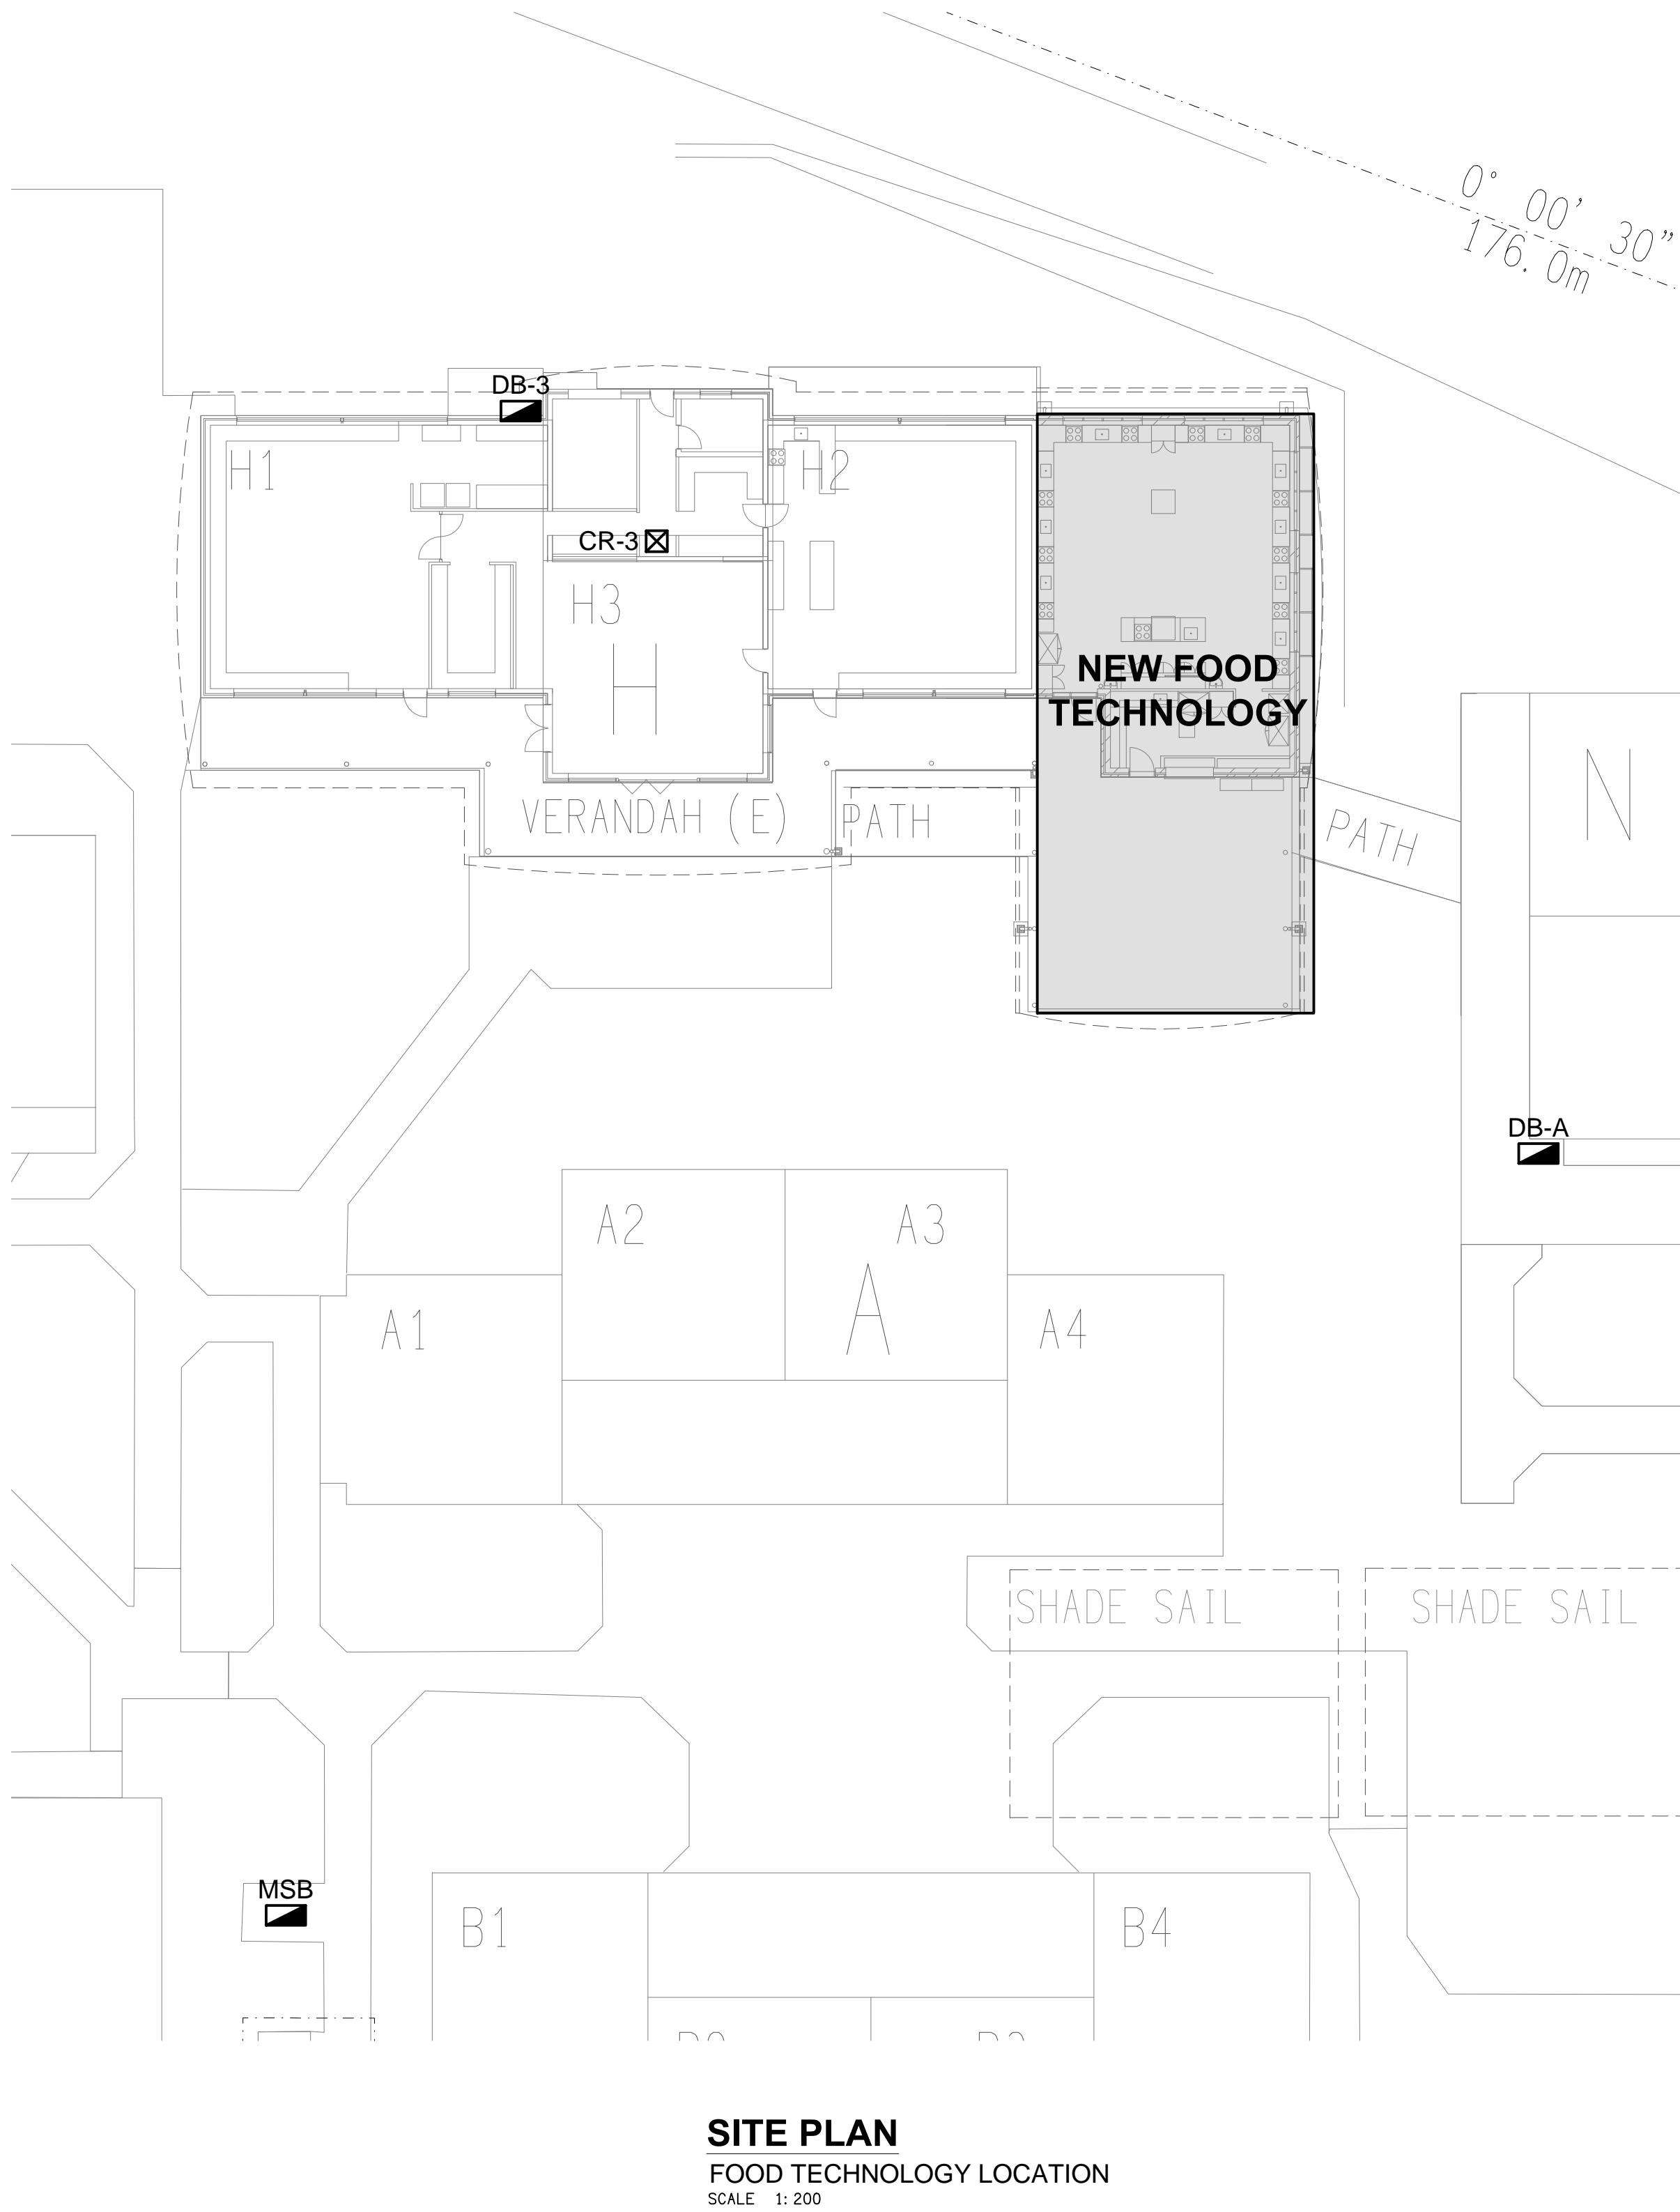 0° 00' 30"
176.0m
DB-3
H1
H2
CR-3
H3
H
NEW FOOD
TECHNOLOGY
N
VERANDAH (E)
PATH
PATH
DB-A
A2
A3
A
A1
A4
SHADE SAIL
SHADE SAIL
MSB
B1
B4
SITE PLAN
FOOD TECHNOLOGY LOCATION
SCALE 1:200